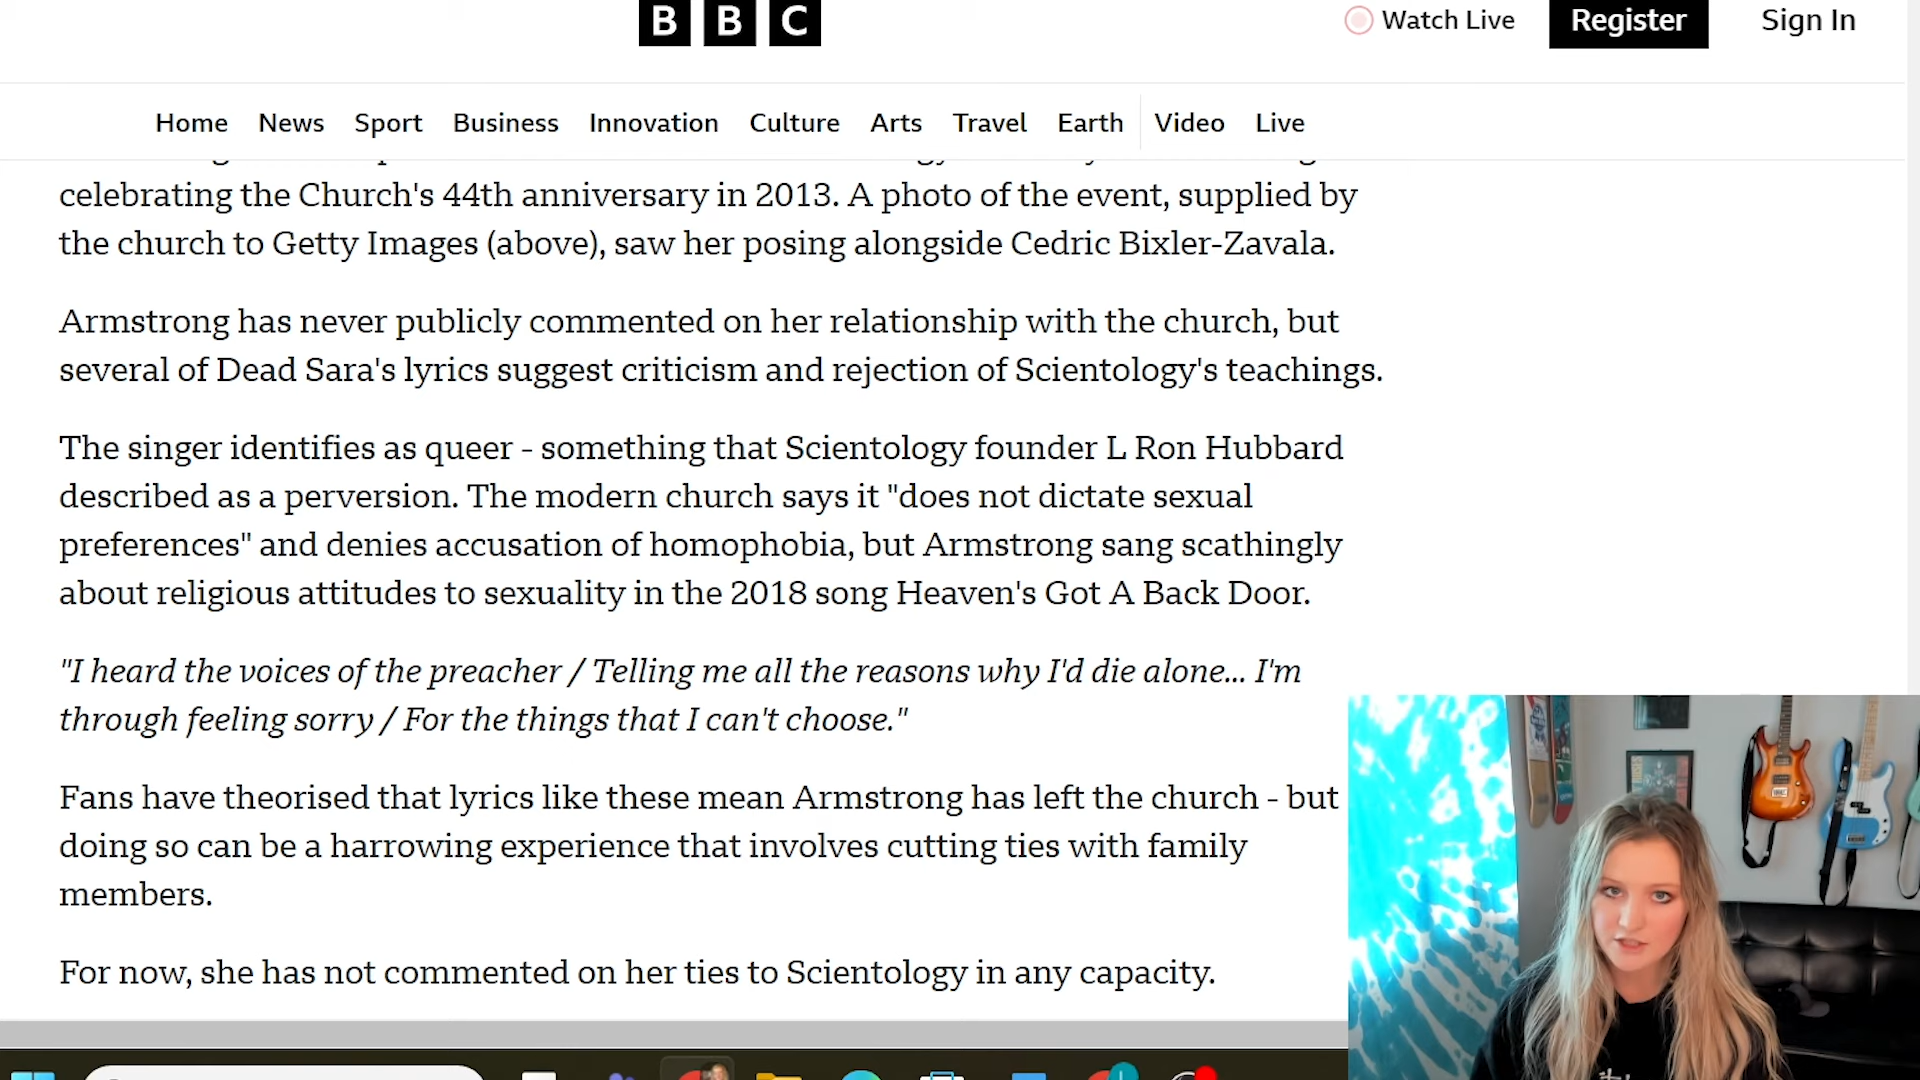 BBC
Watch Live
Register
Sign In
Home News Sport Business Innovation Culture Arts Travel Earth Video Live
celebrating the Church's 44th anniversary in 2013. A photo of the event, supplied by
the church to Getty Images (above), saw her posing alongside Cedric Bixler-Zavala.
Armstrong has never publicly commented on her relationship with the church, but
several of Dead Sara's lyrics suggest criticism and rejection of Scientology's teachings.
The singer identifies as queer - something that Scientology founder L Ron Hubbard
described as a perversion. The modern church says it "does not dictate sexual
preferences" and denies accusation of homophobia, but Armstrong sang scathingly
about religious attitudes to sexuality in the 2018 song Heaven's Got A Back Door.
"I heard the voices of the preacher / Telling me all the reasons why I'd die alone... I'm
through feeling sorry / For the things that I can't choose."
Fans have theorised that lyrics like these mean Armstrong has left the church - but
doing so can be a harrowing experience that involves cutting ties with family
members.
For now, she has not commented on her ties to Scientology in any capacity.